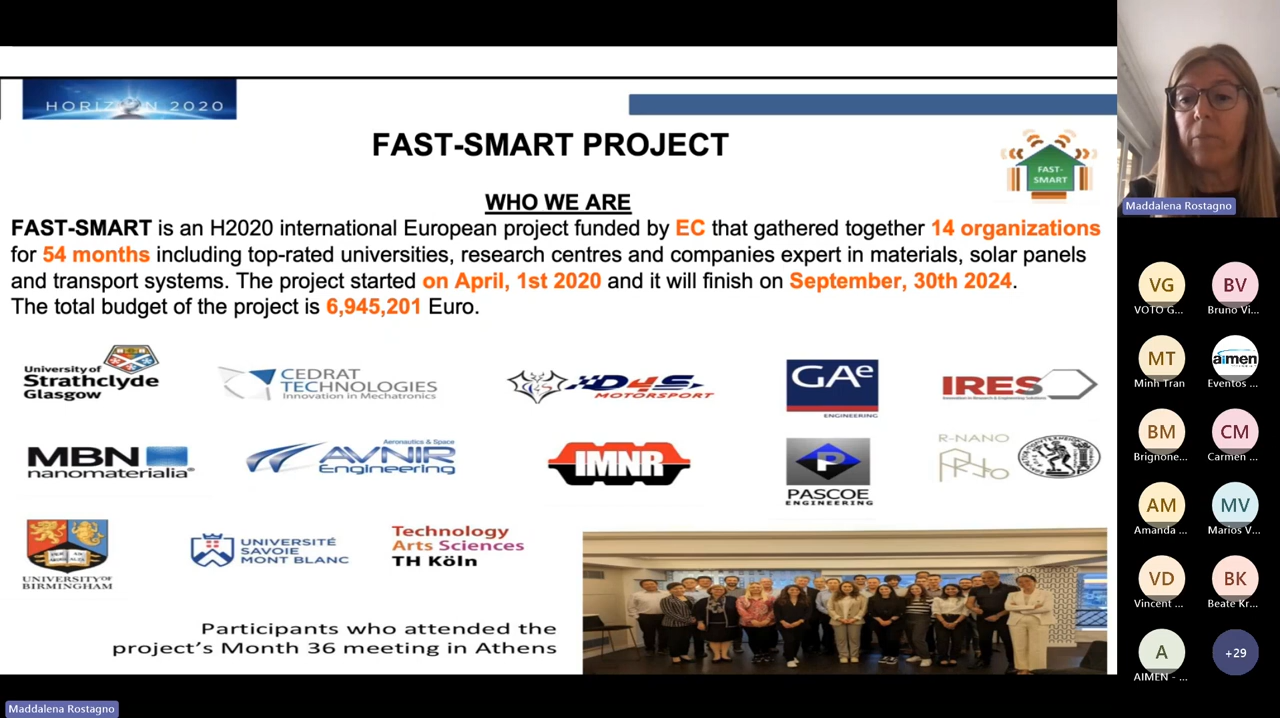 HORIZON 2020
FAST-SMART PROJECT
FAST-
SMART
WHO WE ARE
FAST-SMART is an H2020 international European project funded by EC that gathered together 14 organizations
for 54 months including top-rated universities, research centres and companies expert in materials, solar panels
and transport systems. The project started on April, 1st 2020 and it will finish on September, 30th 2024.
The total budget of the project is 6,945,201 Euro.
University of
Strathclyde
Glasgow
CEDRAT
TECHNOLOGIES
Innovation in Mechatronics
D4S
MOTORSPORT
GAe
ENGINEERING
IRES
Innovation in Research & Engineering Solutions
MBN
nanomaterialia
Aeronautics & Space
AVNIR
Engineering
IMNR
P
PASCOE
ENGINEERING
R-NANO
UNIVERSITY OF
BIRMINGHAM
UNIVERSITÉ
SAVOIE
MONT BLANC
Technology
Arts Sciences
TH Köln
Participants who attended the
project's Month 36 meeting in Athens
Maddalena Rostagno
VG
VOTO G...
BV
Bruno Vi...
MT
Minh Tran
aimen
Eventos ...
BM
Brignone...
CM
Carmen ...
AM
Amanda ...
MV
Marios V...
VD
Vincent ...
BK
Beate Kr...
A
AIMEN - ...
+29
Maddalena Rostagno